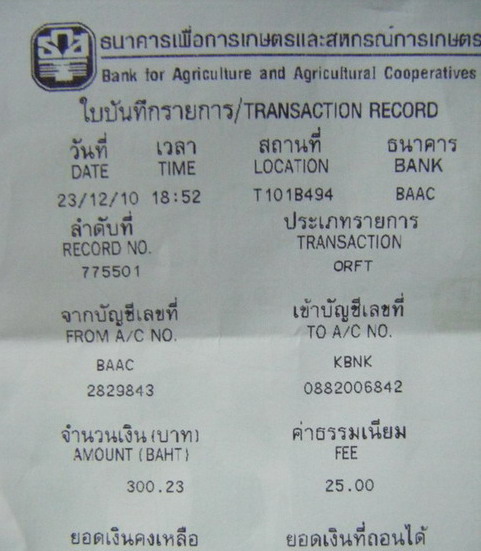 ธนาคารเพื่อการเกษตรและสหกรณ์การเกษตร
Bank for Agriculture and Agricultural Cooperatives
ใบบันทึกรายการ/TRANSACTION RECORD
วันที่ เวลา สถานที่ ธนาคาร
DATE TIME LOCATION BANK
23/12/10 18:52 T101B494 BAAC
ลำดับที่ ประเภทรายการ
RECORD NO. TRANSACTION
775501 ORFT
จากบัญชีเลขที่ เข้าบัญชีเลขที่
FROM A/C NO. TO A/C NO.
BAAC KBNK
2829843 0882006842
จำนวนเงิน (บาท) ค่าธรรมเนียม
AMOUNT (BAHT) FEE
300.23 25.00
ยอดเงินคงเหลือ ยอดเงินที่ถอนได้